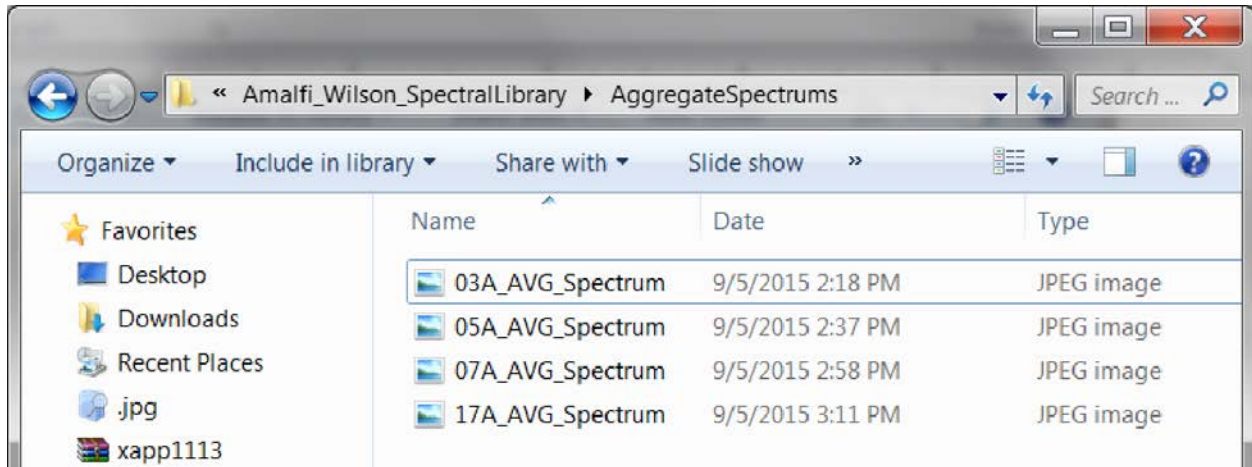 « Amalfi_Wilson_SpectralLibrary ▸ AggregateSpectrums Search ...
Organize Include in library Share with Slide show »
Name Date Type
Favorites
Desktop
Downloads
Recent Places
.jpg
xapp1113
03A_AVG_Spectrum 9/5/2015 2:18 PM JPEG image
05A_AVG_Spectrum 9/5/2015 2:37 PM JPEG image
07A_AVG_Spectrum 9/5/2015 2:58 PM JPEG image
17A_AVG_Spectrum 9/5/2015 3:11 PM JPEG image